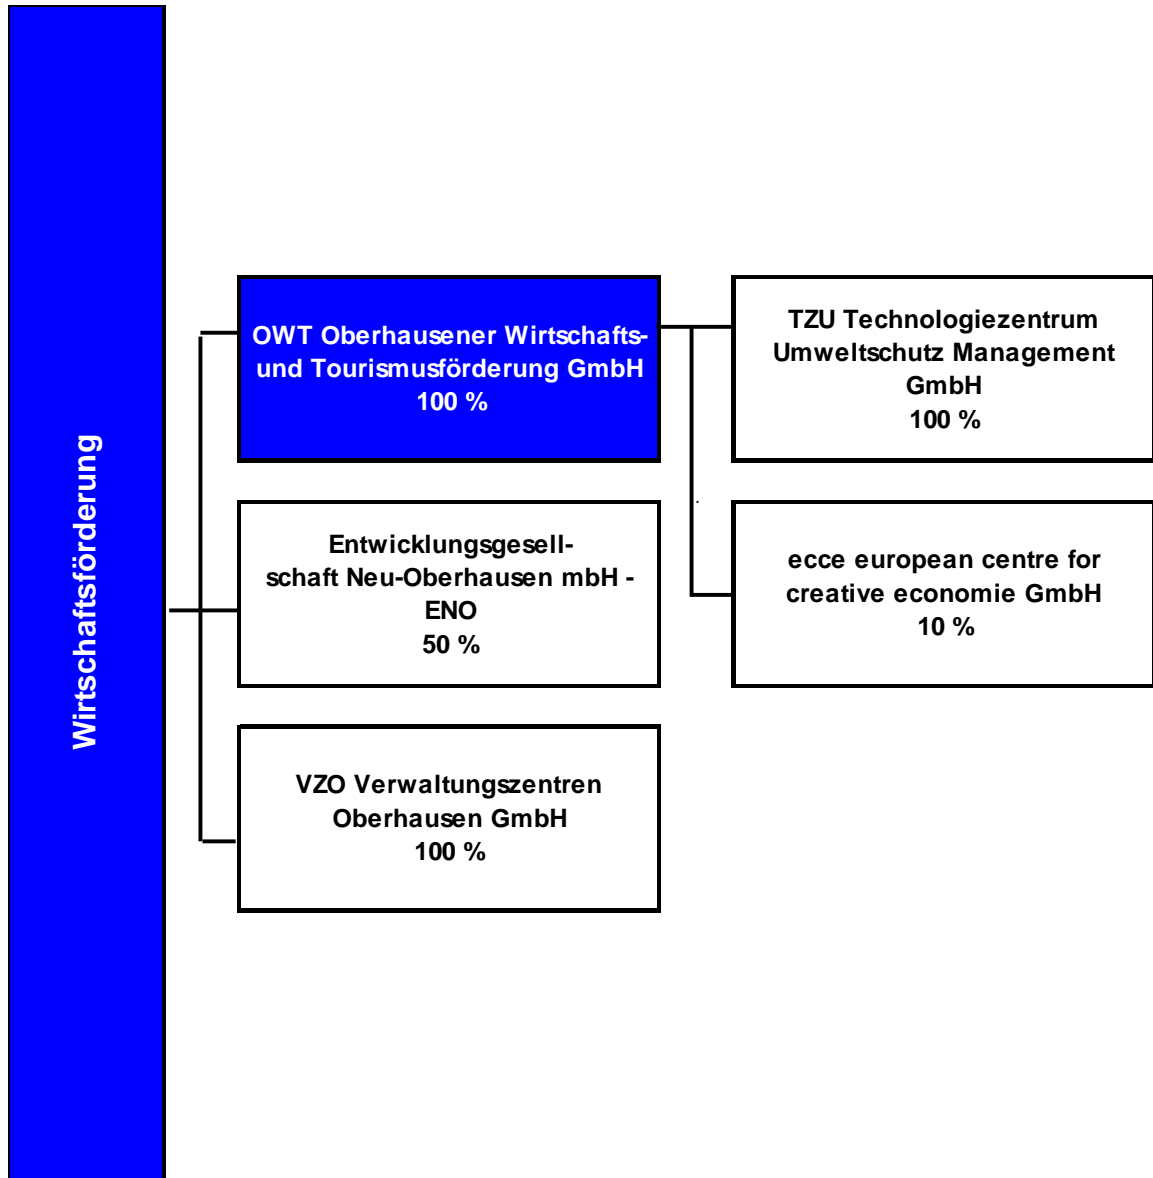 Wirtschaftsförderung
OWT Oberhausener Wirtschafts-
und Tourismusförderung GmbH
100 %
TZU Technologiezentrum
Umweltschutz Management
GmbH
100 %
Entwicklungsgesell-
schaft Neu-Oberhausen mbH -
ENO
50 %
ecce european centre for
creative economie GmbH
10 %
VZO Verwaltungszentren
Oberhausen GmbH
100 %